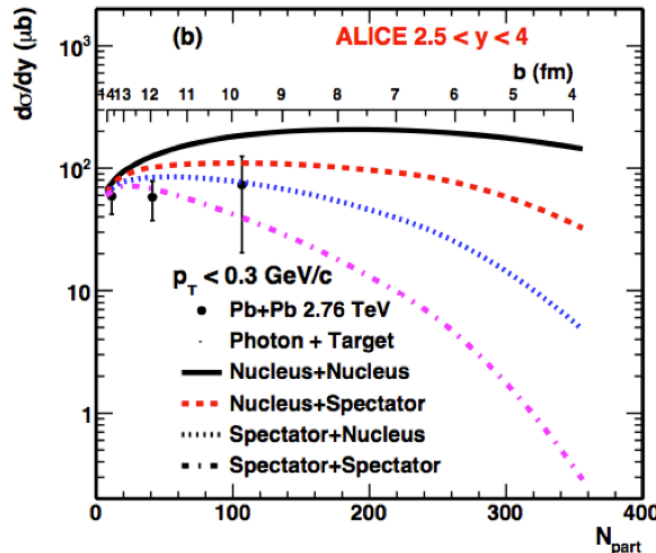 dσ/dy (μb)
(b)
ALICE 2.5 < y < 4
b (fm)
14 13 12 11 10 9 8 7 6 5 4
10³
10²
10
1
p_T < 0.3 GeV/c
Pb+Pb 2.76 TeV
Photon + Target
Nucleus+Nucleus
Nucleus+Spectator
Spectator+Nucleus
Spectator+Spectator
0 100 200 300 400
N_part